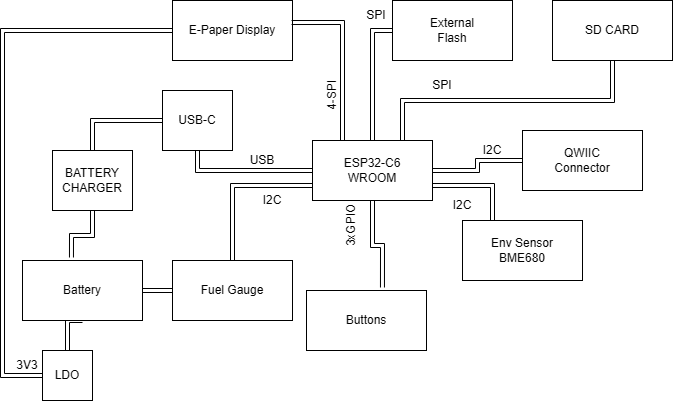 E-Paper Display
SPI
External
Flash
SD CARD
4-SPI
SPI
USB-C
USB
ESP32-C6
WROOM
I2C
QWIIC
Connector
BATTERY
CHARGER
I2C
3xGPIO
I2C
Env Sensor
BME680
Battery
Fuel Gauge
Buttons
3V3
LDO